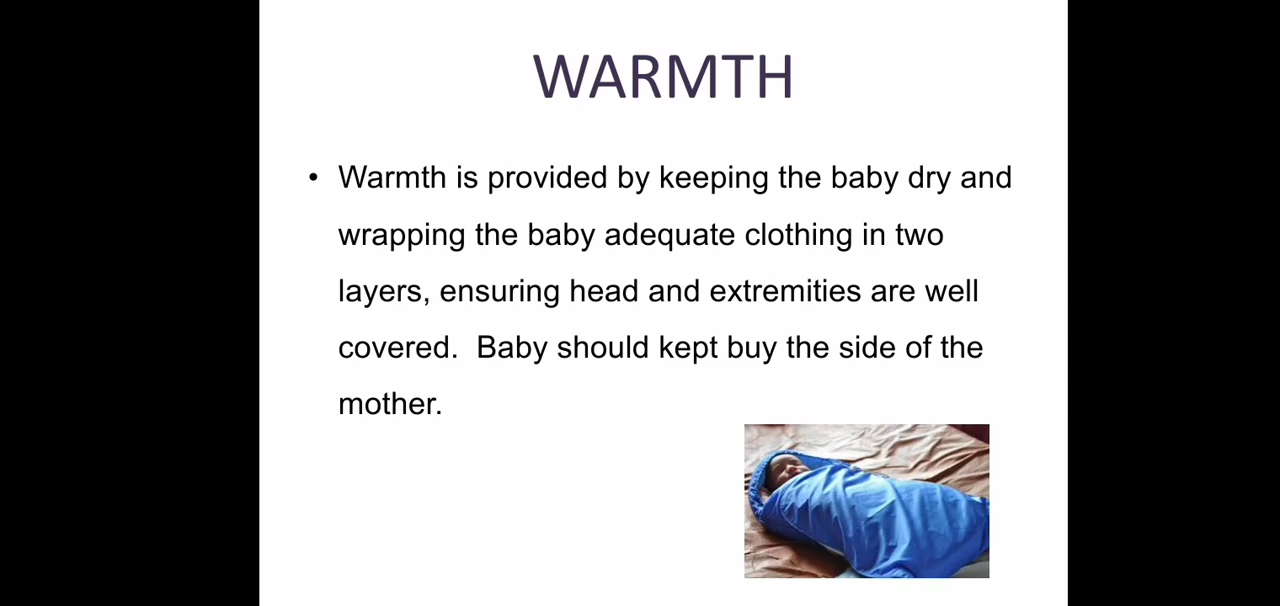 WARMTH
• Warmth is provided by keeping the baby dry and
wrapping the baby adequate clothing in two
layers, ensuring head and extremities are well
covered.  Baby should kept buy the side of the
mother.